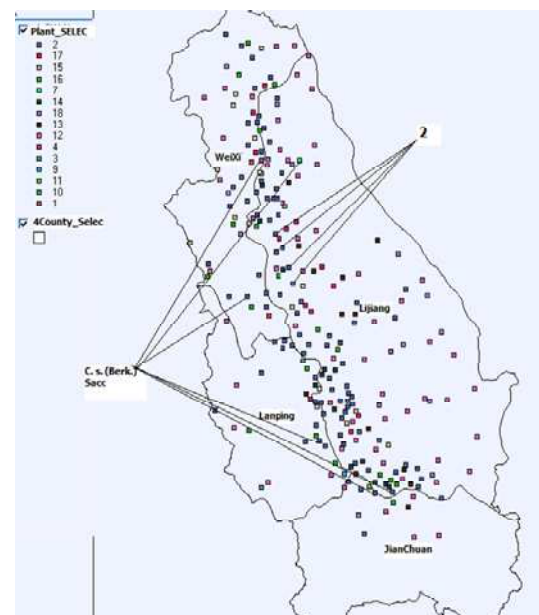 Plant_SELEC
2
17
15
16
7
14
18
13
12
4
3
9
11
10
1
4County_Selec
2
WeiXi
Lijiang
C. s. (Berk.)
Sacc
Lanping
JianChuan